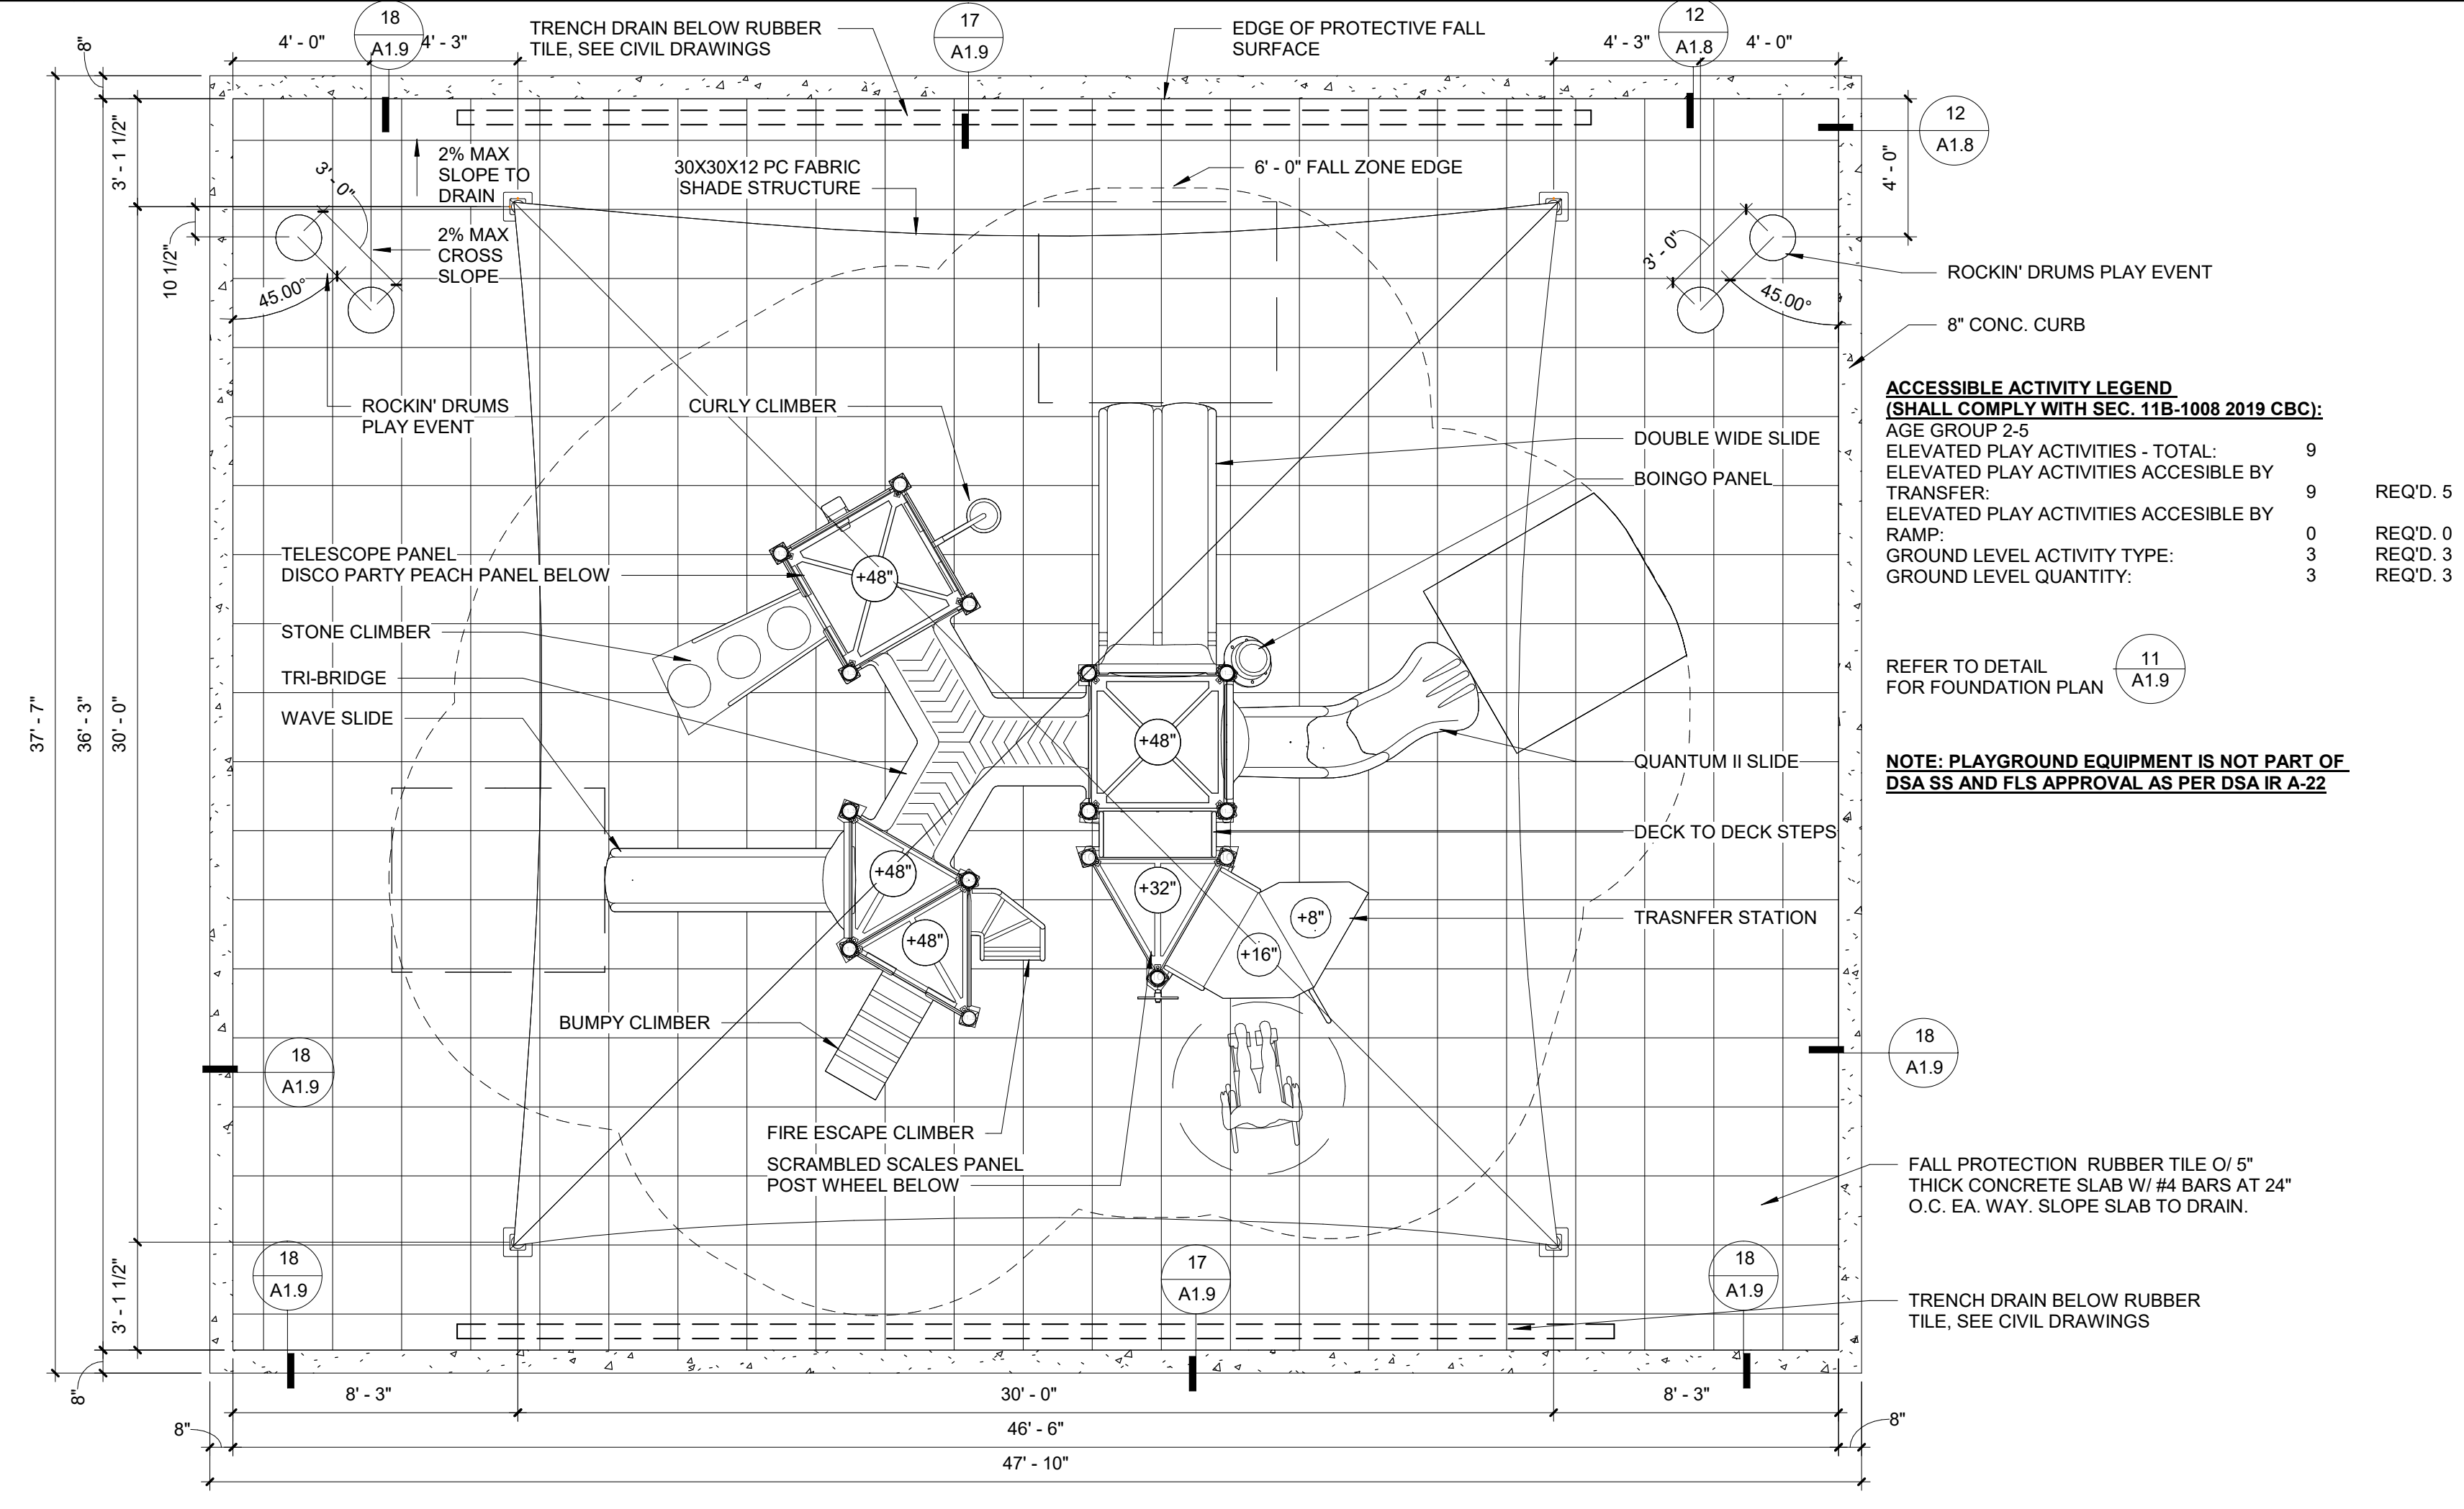 18
A1.9
17
A1.9
12
A1.8
8"
4' - 0"
4' - 3"
TRENCH DRAIN BELOW RUBBER
TILE, SEE CIVIL DRAWINGS
EDGE OF PROTECTIVE FALL
SURFACE
4' - 3"
4' - 0"
12
A1.8
3' - 1 1/2"
2% MAX
SLOPE TO
DRAIN
3' - 0"
30X30X12 PC FABRIC
SHADE STRUCTURE
6' - 0" FALL ZONE EDGE
4' - 0"
10 1/2"
2% MAX
CROSS
SLOPE
45.00°
3' - 0"
45.00°
ROCKIN' DRUMS PLAY EVENT
8" CONC. CURB
ROCKIN' DRUMS
PLAY EVENT
CURLY CLIMBER
DOUBLE WIDE SLIDE
BOINGO PANEL
ACCESSIBLE ACTIVITY LEGEND
(SHALL COMPLY WITH SEC. 11B-1008 2019 CBC):
AGE GROUP 2-5
ELEVATED PLAY ACTIVITIES - TOTAL: 9
ELEVATED PLAY ACTIVITIES ACCESIBLE BY
TRANSFER: 9 REQ'D. 5
ELEVATED PLAY ACTIVITIES ACCESIBLE BY
RAMP: 0 REQ'D. 0
GROUND LEVEL ACTIVITY TYPE: 3 REQ'D. 3
GROUND LEVEL QUANTITY: 3 REQ'D. 3
TELESCOPE PANEL
DISCO PARTY PEACH PANEL BELOW
+48"
STONE CLIMBER
TRI-BRIDGE
WAVE SLIDE
37' - 7"
36' - 3"
30' - 0"
REFER TO DETAIL
FOR FOUNDATION PLAN
11
A1.9
+48"
QUANTUM II SLIDE
NOTE: PLAYGROUND EQUIPMENT IS NOT PART OF
DSA SS AND FLS APPROVAL AS PER DSA IR A-22
DECK TO DECK STEPS
+48"
+32"
+48"
+8"
+16"
TRASNFER STATION
BUMPY CLIMBER
18
A1.9
18
A1.9
FIRE ESCAPE CLIMBER
SCRAMBLED SCALES PANEL
POST WHEEL BELOW
FALL PROTECTION RUBBER TILE O/ 5"
THICK CONCRETE SLAB W/ #4 BARS AT 24"
O.C. EA. WAY. SLOPE SLAB TO DRAIN.
3' - 1 1/2"
18
A1.9
17
A1.9
18
A1.9
TRENCH DRAIN BELOW RUBBER
TILE, SEE CIVIL DRAWINGS
8"
8' - 3"
30' - 0"
8' - 3"
8"
46' - 6"
8"
47' - 10"